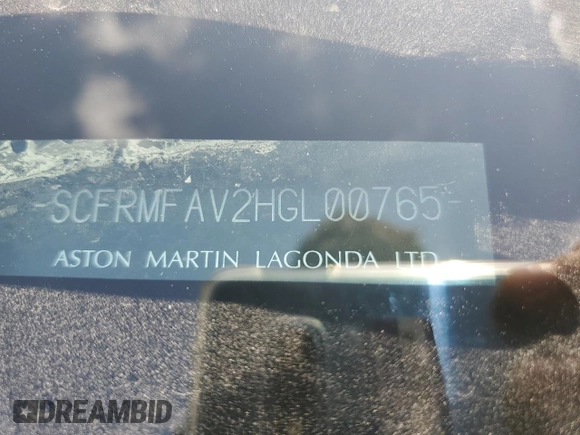 -SCFRMFAV2HGL00765-
ASTON MARTIN LAGONDA LTD
DREAMBID